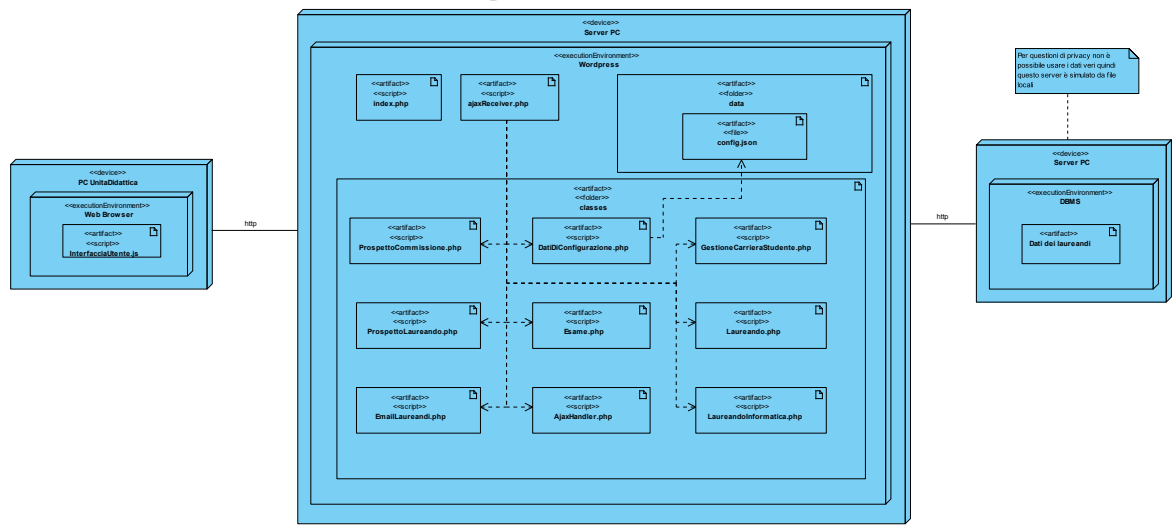 <<device>>
PC UnitaDidattica
<<executionEnvironment>>
Web Browser
<<artifact>>
<<script>>
InterfacciaUtente.js
http
<<device>>
Server PC
<<executionEnvironment>>
Wordpress
<<artifact>>
<<script>>
index.php
<<artifact>>
<<script>>
ajaxReceiver.php
<<artifact>>
<<folder>>
data
<<artifact>>
<<file>>
config.json
<<artifact>>
<<folder>>
classes
<<artifact>>
<<script>>
ProspettoCommissione.php
<<artifact>>
<<script>>
DatiDiConfigurazione.php
<<artifact>>
<<script>>
GestioneCarrieraStudente.php
<<artifact>>
<<script>>
ProspettoLaureando.php
<<artifact>>
<<script>>
Esame.php
<<artifact>>
<<script>>
Laureando.php
<<artifact>>
<<script>>
EmailLaureandi.php
<<artifact>>
<<script>>
AjaxHandler.php
<<artifact>>
<<script>>
LaureandoInformatica.php
http
Per questioni di privacy non è
possibile usare i dati veri quindi
questo server è simulato da file
locali
<<device>>
Server PC
<<executionEnvironment>>
DBMS
<<artifact>>
Dati dei laureandi